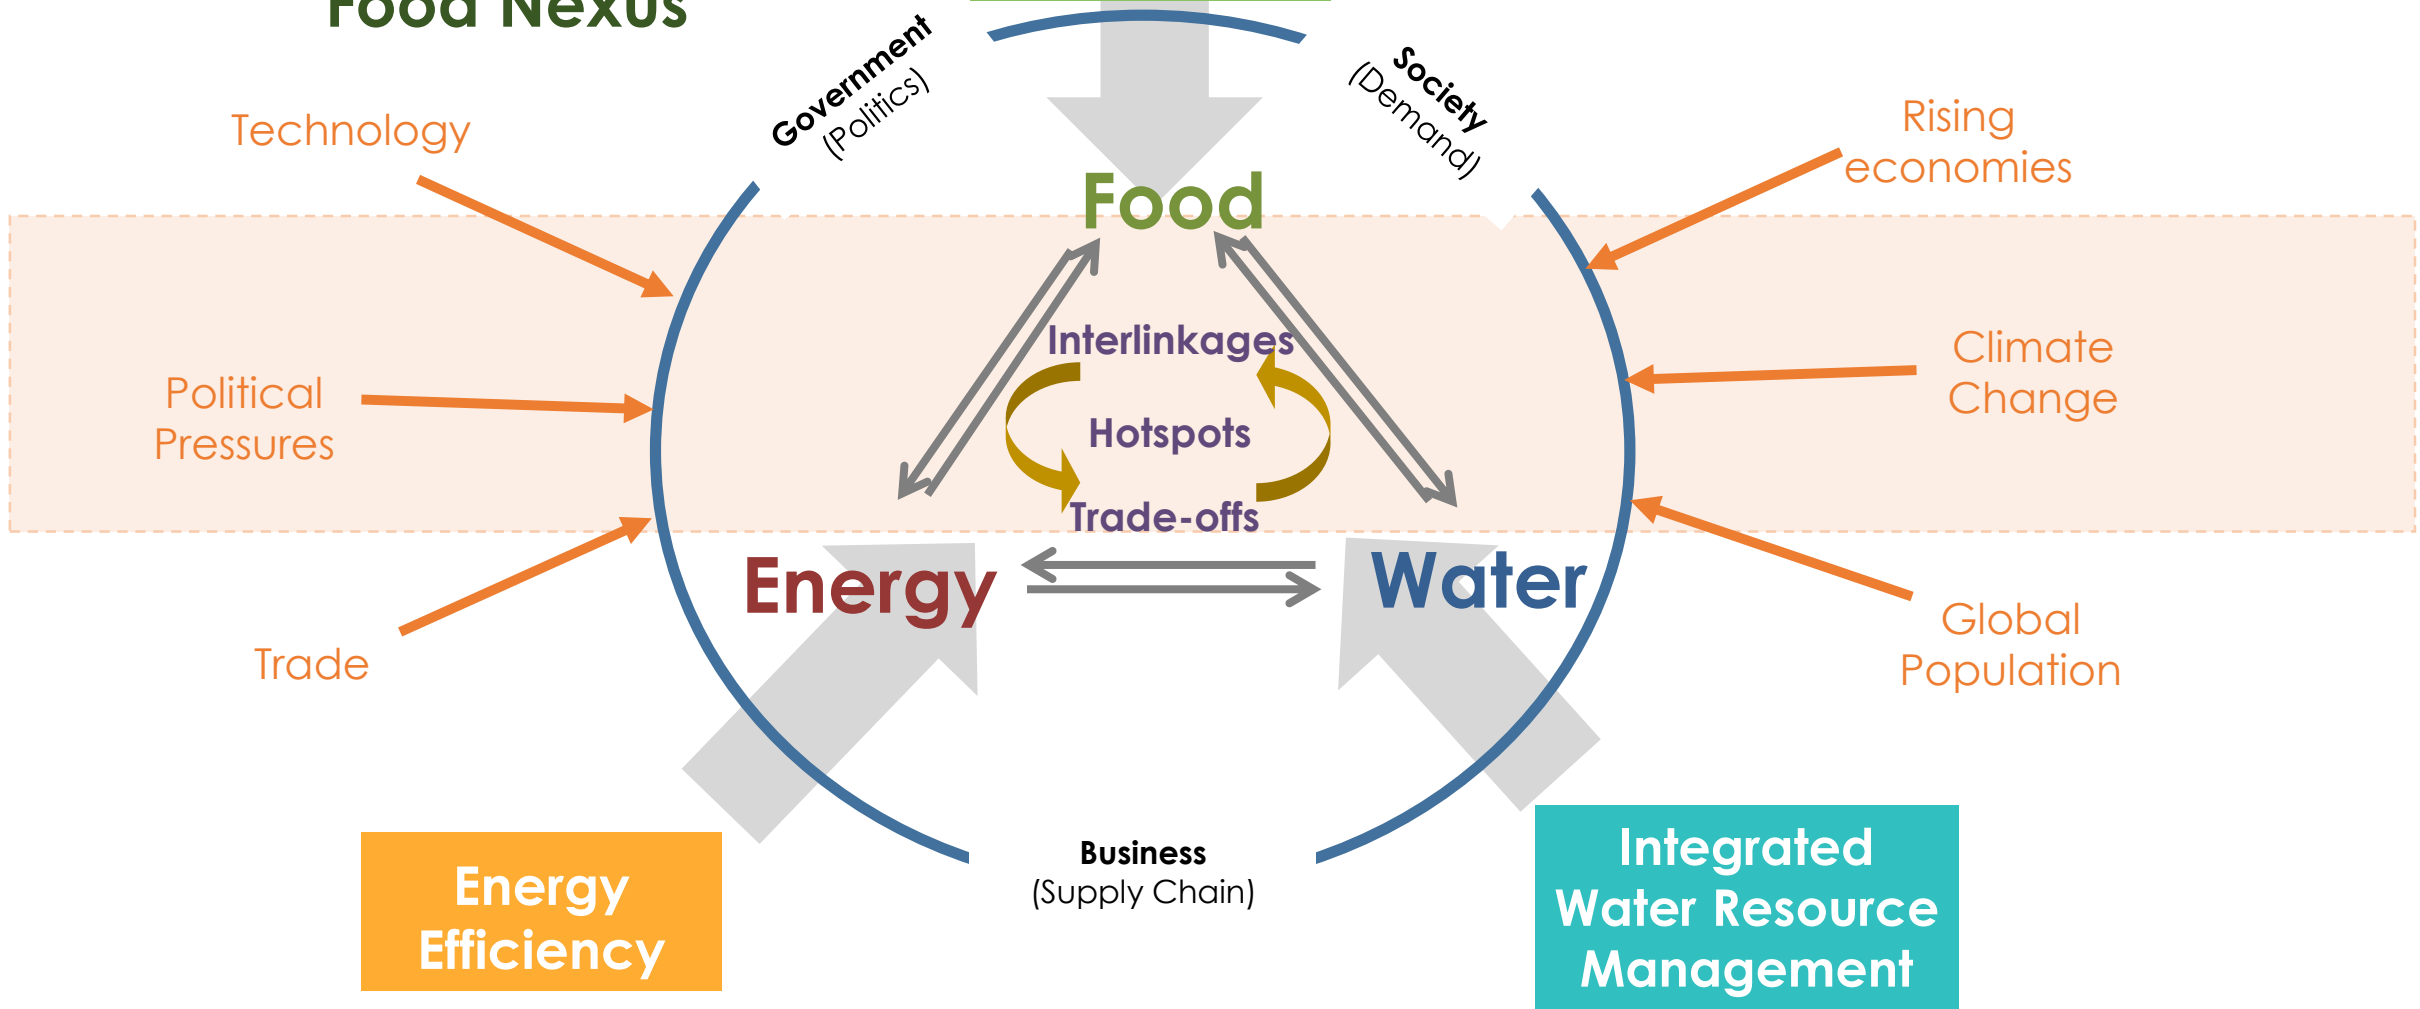 Food Nexus
Government
(Politics)
Society
(Demand)
Technology
Rising
economies
Food
Interlinkages
Climate
Change
Political
Pressures
Hotspots
Trade-offs
Energy
Water
Global
Population
Trade
Business
(Supply Chain)
Energy
Efficiency
Integrated
Water Resource
Management